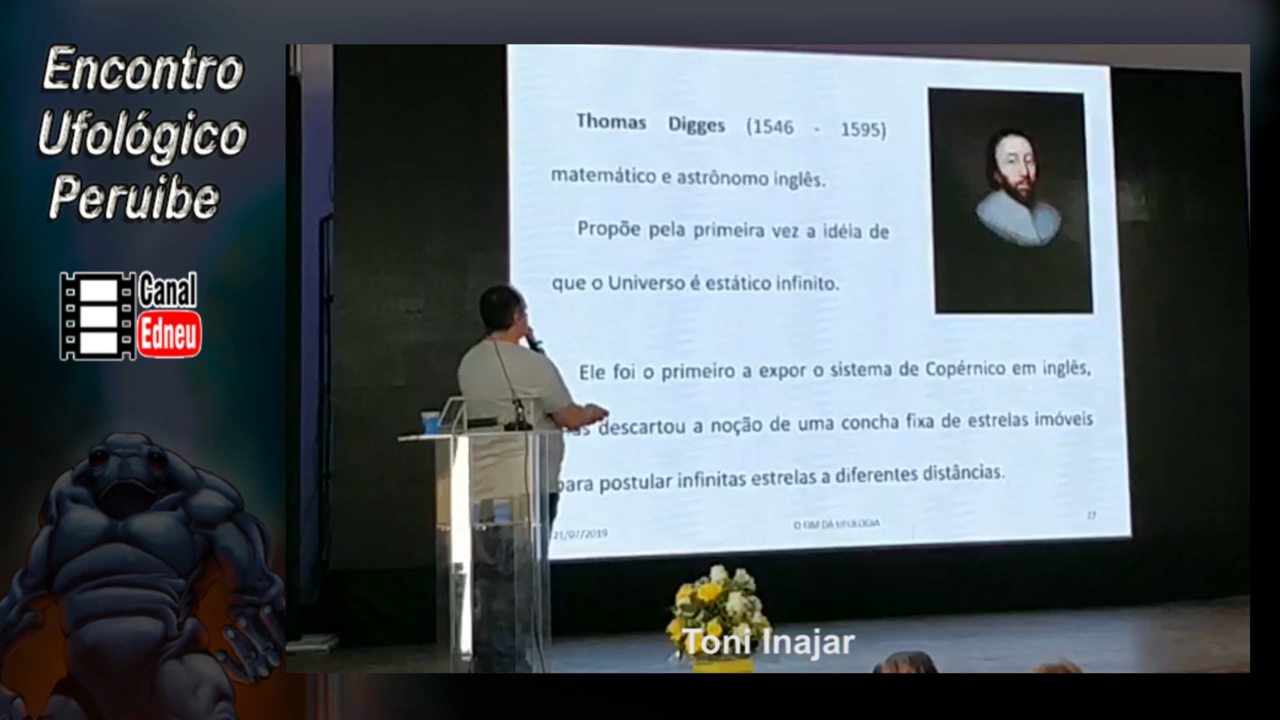 Encontro
Ufológico
Peruibe
Canal
Edneu
Thomas Digges (1546 - 1595)
matemático e astrônomo inglês.
Propõe pela primeira vez a idéia de
que o Universo é estático infinito.
Ele foi o primeiro a expor o sistema de Copérnico em inglês,
descartou a noção de uma concha fixa de estrelas imóveis
para postular infinitas estrelas a diferentes distâncias.
21/07/2019
O FIM DA UFOLOGIA
Toni Inajar